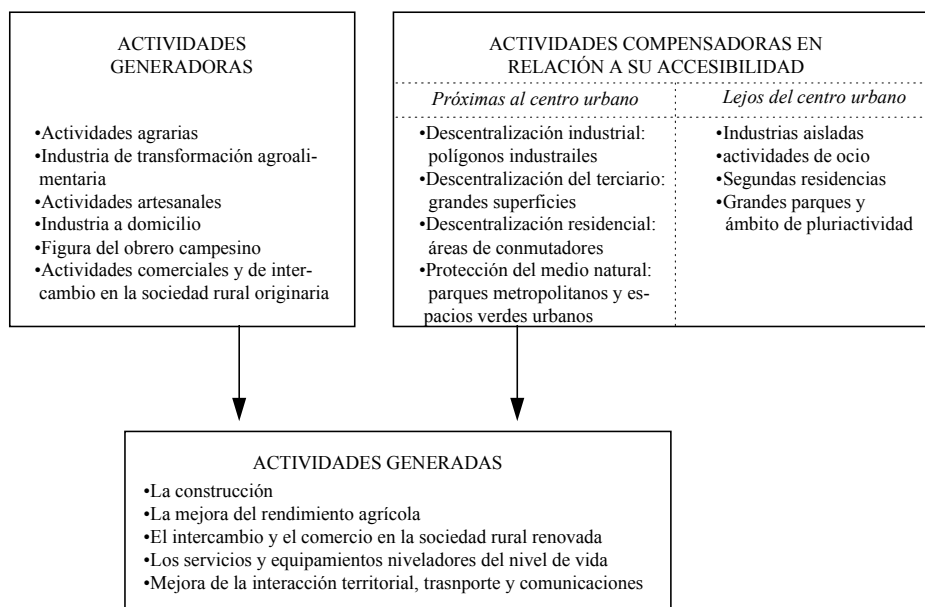 ACTIVIDADES
GENERADORAS
•Actividades agrarias
•Industria de transformación agroali-
mentaria
•Actividades artesanales
•Industria a domicilio
•Figura del obrero campesino
•Actividades comerciales y de inter-
cambio en la sociedad rural originaria
ACTIVIDADES COMPENSADORAS EN
RELACIÓN A SU ACCESIBILIDAD
Próximas al centro urbano
•Descentralización industrial:
polígonos industrailes
•Descentralización del terciario:
grandes superficies
•Descentralización residencial:
áreas de conmutadores
•Protección del medio natural:
parques metropolitanos y es-
pacios verdes urbanos
Lejos del centro urbano
•Industrias aisladas
•actividades de ocio
•Segundas residencias
•Grandes parques y
ámbito de pluriactividad
ACTIVIDADES GENERADAS
•La construcción
•La mejora del rendimiento agrícola
•El intercambio y el comercio en la sociedad rural renovada
•Los servicios y equipamientos niveladores del nivel de vida
•Mejora de la interacción territorial, trasnporte y comunicaciones